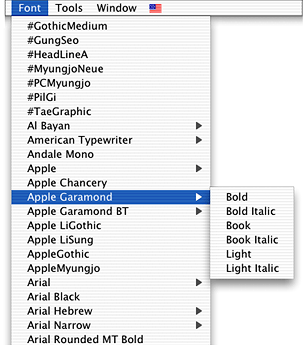 Font Tools Window
#GothicMedium
#GungSeo
#HeadLineA
#MyungjoNeue
#PCMyungjo
#PilGi
#TaeGraphic
Al Bayan
American Typewriter
Andale Mono
Apple
Apple Chancery
Apple Garamond
Apple Garamond BT
Apple LiGothic
Apple LiSung
AppleGothic
AppleMyungjo
Arial
Arial Black
Arial Hebrew
Arial Narrow
Arial Rounded MT Bold
Bold
Bold Italic
Book
Book Italic
Light
Light Italic